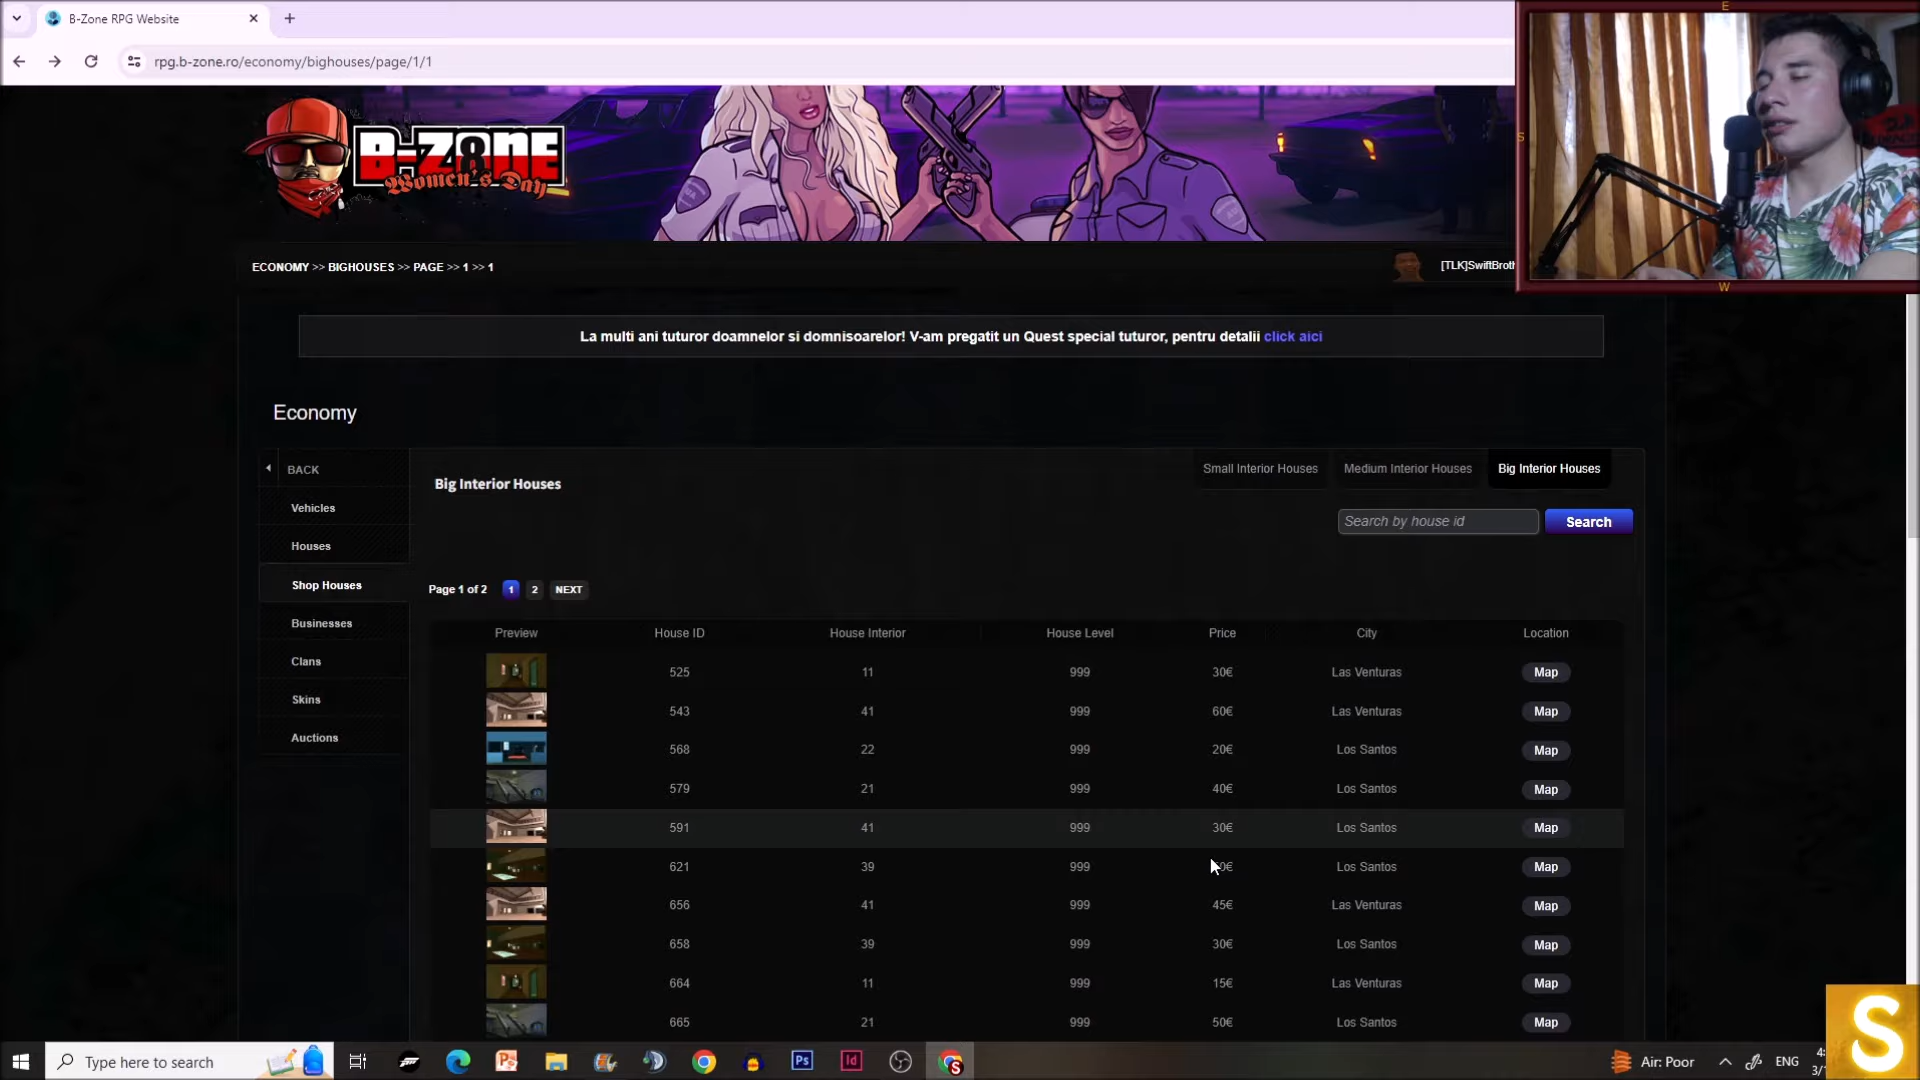 B-Zone RPG Website
rpg.b-zone.ro/economy/bighouses/page/1/1
B-ZONE
Women's Day
ECONOMY >> BIGHOUSES >> PAGE >> 1 >> 1
[TLK]SwiftBroth
La multi ani tuturor doamnelor si domnisoarelor! V-am pregatit un Quest special tuturor, pentru detalii click aici
Economy
BACK
Vehicles
Houses
Shop Houses
Businesses
Clans
Skins
Auctions
Big Interior Houses
Small Interior Houses Medium Interior Houses Big Interior Houses
Search by house id Search
Page 1 of 2 1 2 NEXT
Preview House ID House Interior House Level Price City Location
525 11 999 30€ Las Venturas Map
543 41 999 60€ Las Venturas Map
568 22 999 20€ Los Santos Map
579 21 999 40€ Los Santos Map
591 41 999 30€ Los Santos Map
621 39 999 Los Santos Map
656 41 999 45€ Las Venturas Map
658 39 999 30€ Los Santos Map
664 11 999 15€ Las Venturas Map
665 21 999 50€ Los Santos Map
E
S
W
S
Type here to search
Ps
Id
Air: Poor
ENG